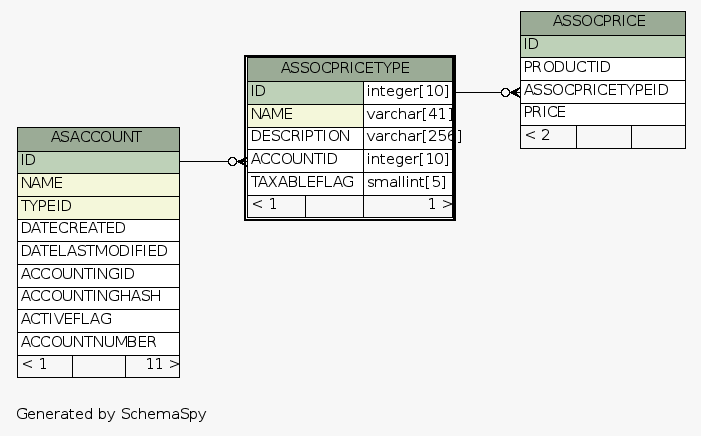 ASSOCPRICE
ID
PRODUCTID
ASSOCPRICETYPEID
PRICE
< 2
ASSOCPRICETYPE
ID integer[10]
NAME varchar[41]
DESCRIPTION varchar[256]
ACCOUNTID integer[10]
TAXABLEFLAG smallint[5]
< 1 1 >
ASACCOUNT
ID
NAME
TYPEID
DATECREATED
DATELASTMODIFIED
ACCOUNTINGID
ACCOUNTINGHASH
ACTIVEFLAG
ACCOUNTNUMBER
< 1 11 >
Generated by SchemaSpy